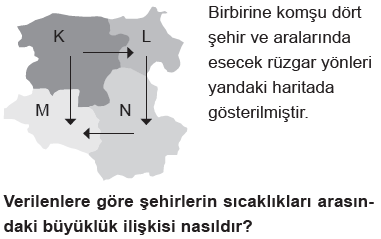 K
L
M
N
Birbirine komşu dört
şehir ve aralarında
esecek rüzgar yönleri
yandaki haritada
gösterilmiştir.
Verilenlere göre şehirlerin sıcaklıkları arasın-
daki büyüklük ilişkisi nasıldır?